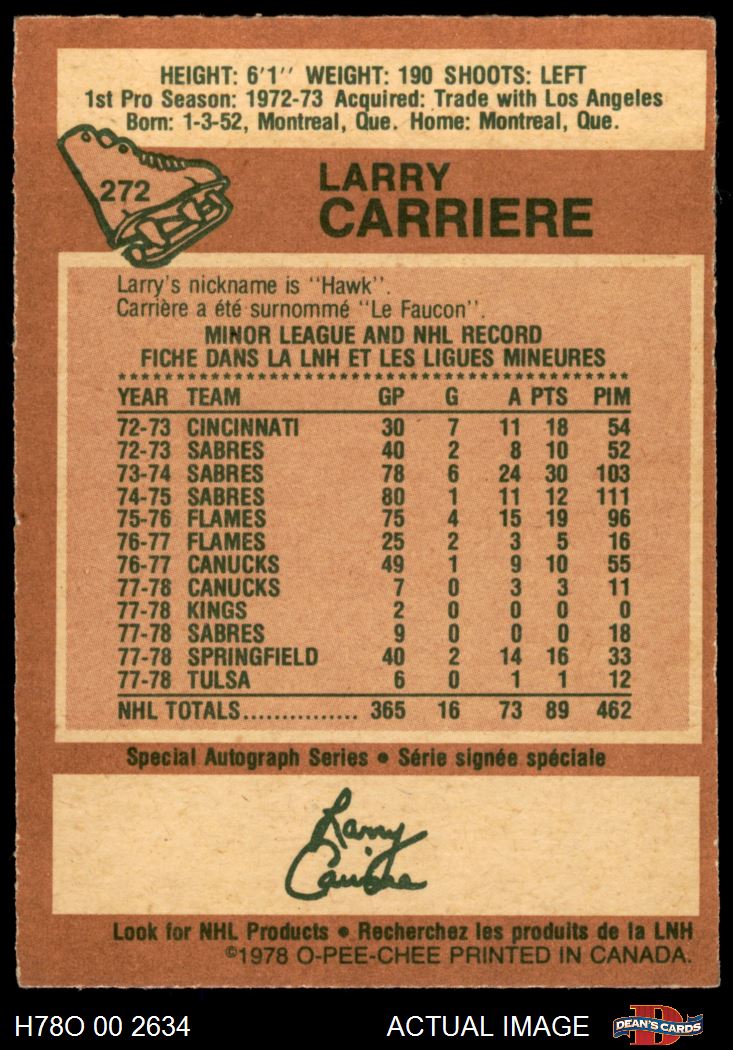 HEIGHT: 6'1'' WEIGHT: 190 SHOOTS: LEFT
1st Pro Season: 1972-73 Acquired: Trade with Los Angeles
Born: 1-3-52, Montreal, Que. Home: Montreal, Que.
272
LARRY
CARRIERE
Larry's nickname is ''Hawk''.
Carrière a été surnommé ''Le Faucon''.
MINOR LEAGUE AND NHL RECORD
FICHE DANS LA LNH ET LES LIGUES MINEURES
YEAR TEAM GP G A PTS PIM
72-73 CINCINNATI 30 7 11 18 54
72-73 SABRES 40 2 8 10 52
73-74 SABRES 78 6 24 30 103
74-75 SABRES 80 1 11 12 111
75-76 FLAMES 75 4 15 19 96
76-77 FLAMES 25 2 3 5 16
76-77 CANUCKS 49 1 9 10 55
77-78 CANUCKS 7 0 3 3 11
77-78 KINGS 2 0 0 0 0
77-78 SABRES 9 0 0 0 18
77-78 SPRINGFIELD 40 2 14 16 33
77-78 TULSA 6 0 1 1 12
NHL TOTALS............... 365 16 73 89 462
Special Autograph Series • Série signée spéciale
Larry
Carriere
Look for NHL Products • Recherchez les produits de la LNH
©1978 O-PEE-CHEE PRINTED IN CANADA.
H78O 00 2634 ACTUAL IMAGE DEAN'S CARDS